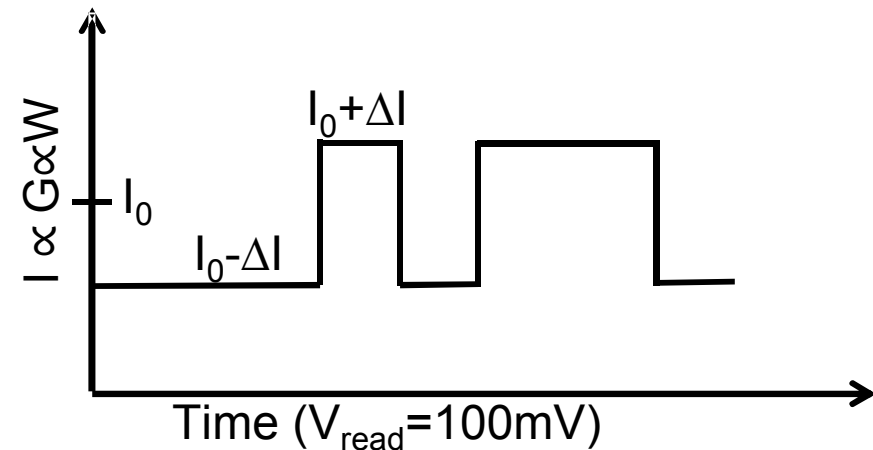 I ∝ G∝W
I₀+ΔI
I₀
I₀-ΔI
Time (V_read=100mV)